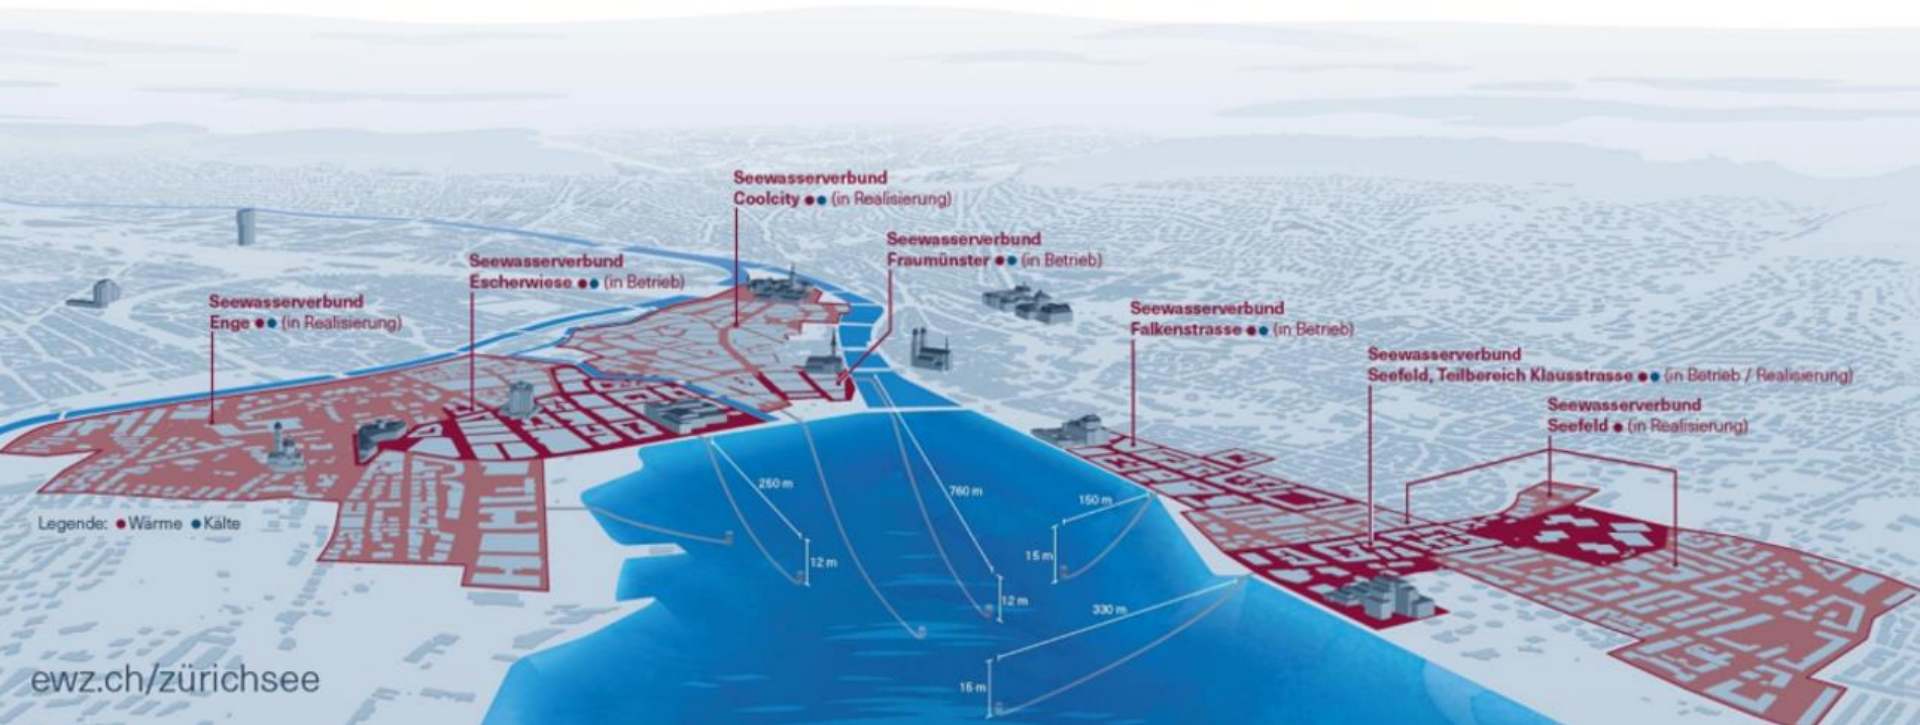 Seewasserverbund
Coolcity ●● (in Realisierung)
Seewasserverbund
Fraumünster ●● (in Betrieb)
Seewasserverbund
Escherwiese ●● (in Betrieb)
Seewasserverbund
Enge ●● (in Realisierung)
Seewasserverbund
Falkenstrasse ●● (in Betrieb)
Seewasserverbund
Seefeld, Teilbereich Klausstrasse ●● (in Betrieb / Realisierung)
Seewasserverbund
Seefeld ● (in Realisierung)
250 m
12 m
760 m
12 m
150 m
15 m
330 m
15 m
Legende: ● Wärme ● Kälte
ewz.ch/zürichsee